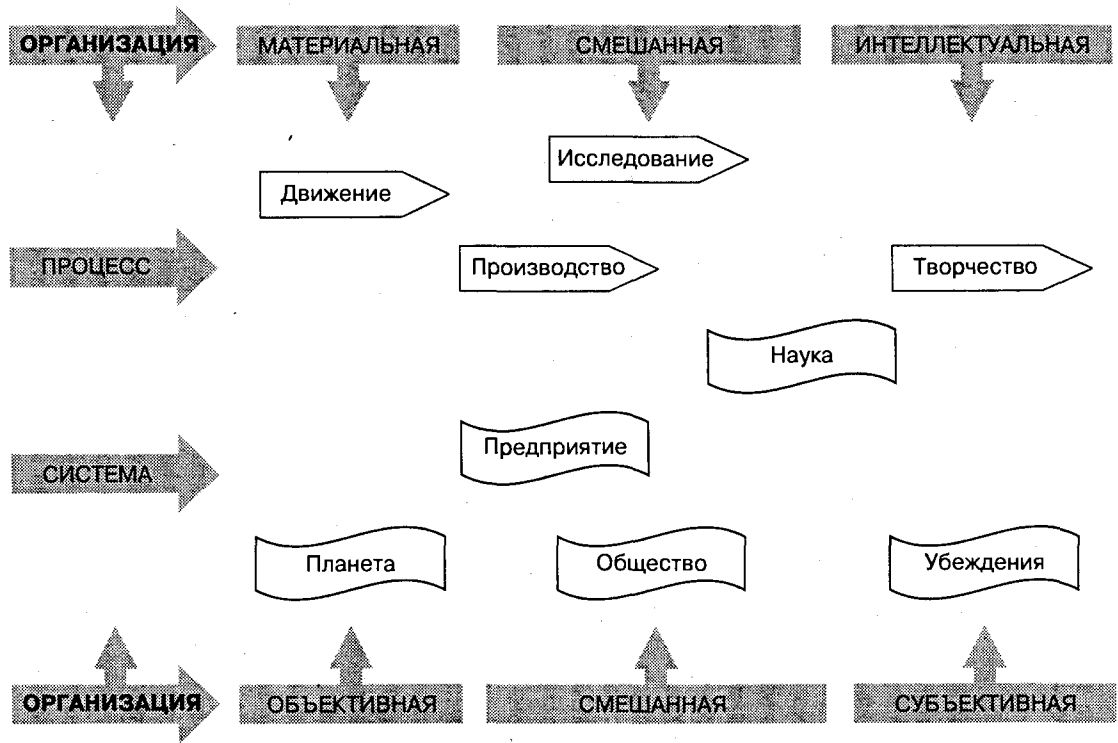 ОРГАНИЗАЦИЯ МАТЕРИАЛЬНАЯ СМЕШАННАЯ ИНТЕЛЛЕКТУАЛЬНАЯ
Исследование
Движение
ПРОЦЕСС Производство Творчество
Наука
Предприятие
СИСТЕМА
Планета Общество Убеждения
ОРГАНИЗАЦИЯ ОБЪЕКТИВНАЯ СМЕШАННАЯ СУБЪЕКТИВНАЯ